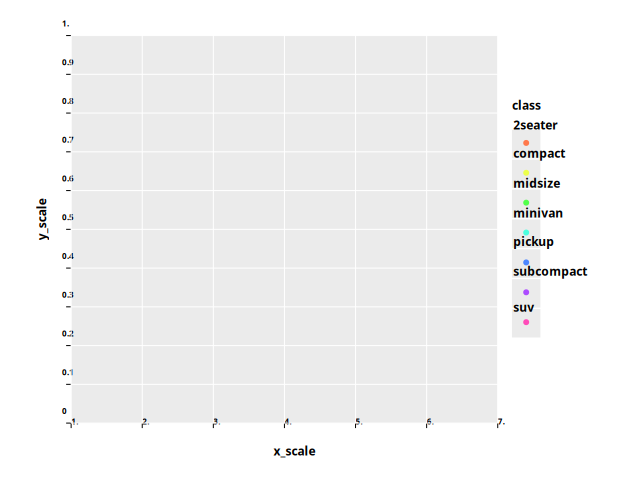 1.
0.9
0.8
0.7
0.6
0.5
0.4
0.3
0.2
0.1
0
y_scale
1. 2. 3. 4. 5. 6. 7.
x_scale
class
2seater
compact
midsize
minivan
pickup
subcompact
suv